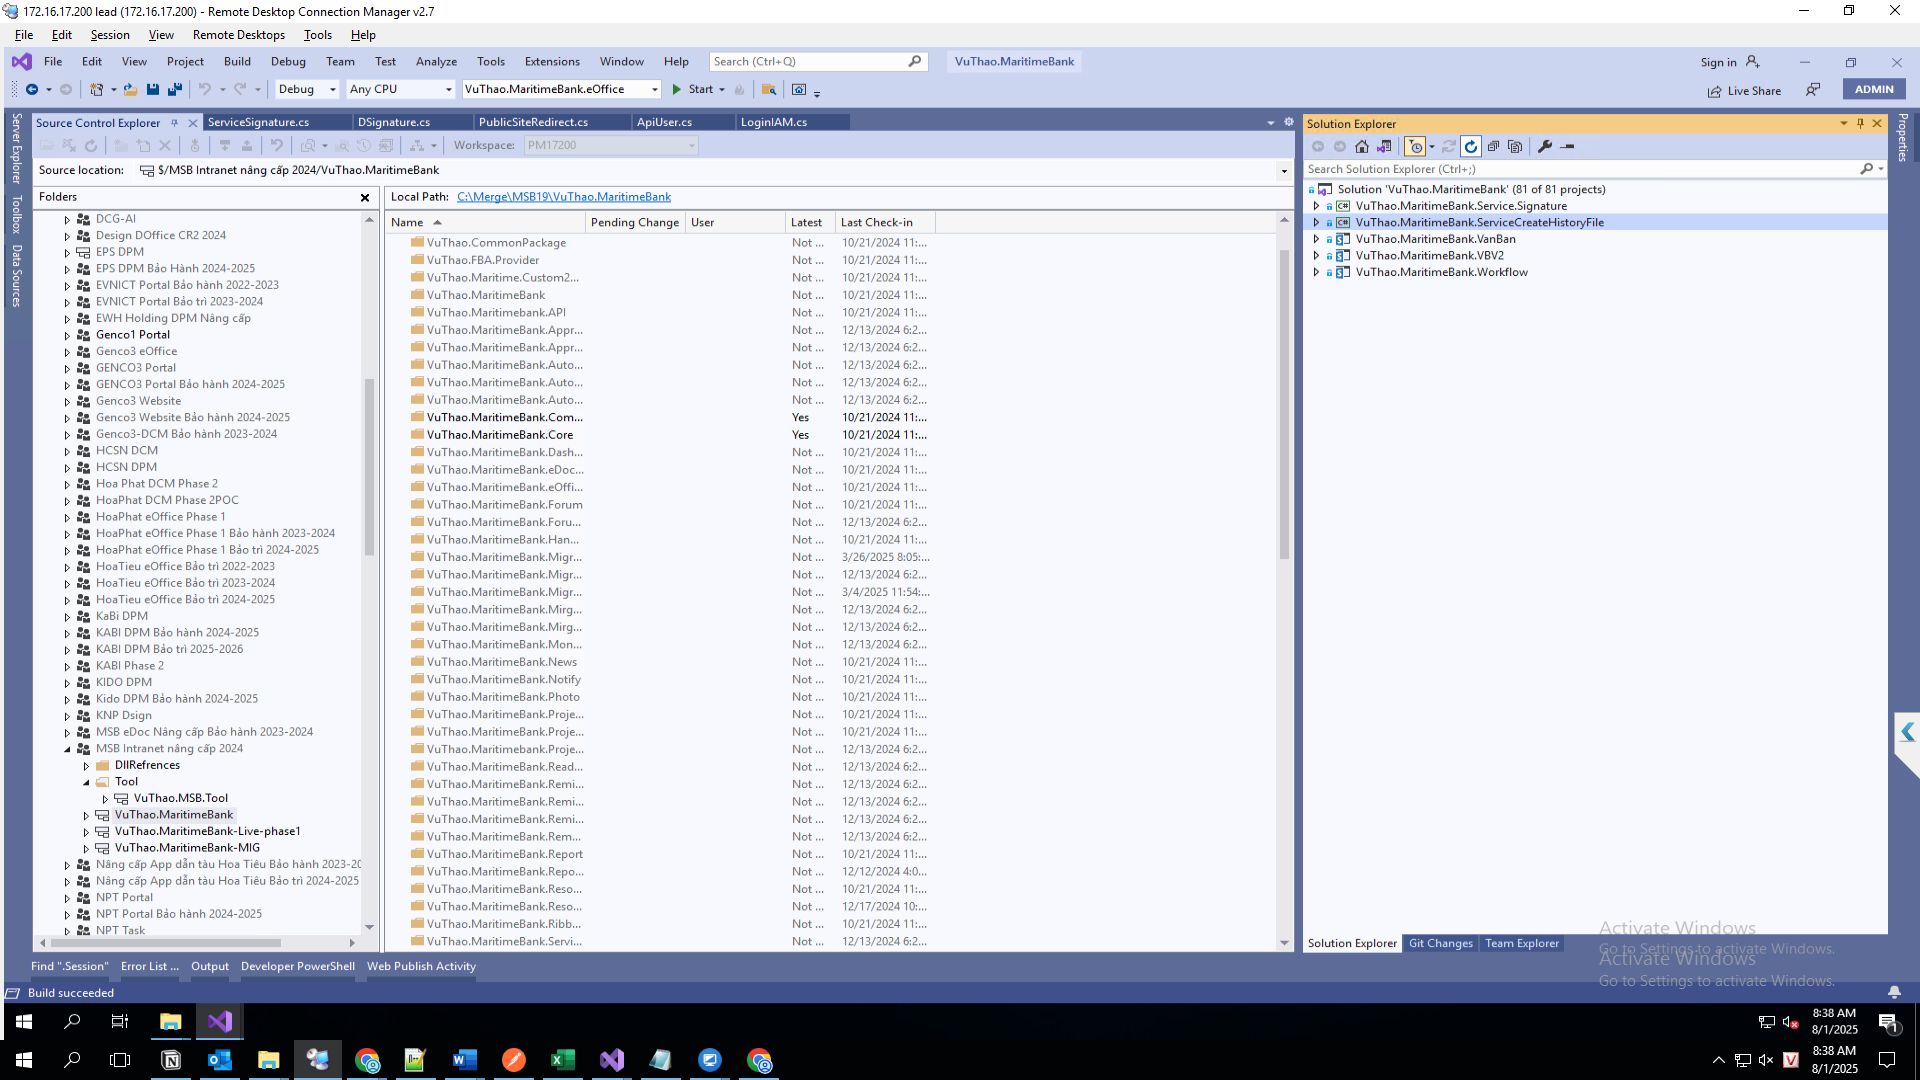 172.16.17.200 lead (172.16.17.200) - Remote Desktop Connection Manager v2.7
File Edit Session View Remote Desktops Tools Help
File Edit View Project Build Debug Team Test Analyze Tools Extensions Window Help Search (Ctrl+Q) VuThao.MaritimeBank Sign in
Debug Any CPU VuThao.MaritimeBank.eOffice Start Live Share ADMIN
Server Explorer
Toolbox
Data Sources
Source Control Explorer ServiceSignature.cs DSignature.cs PublicSiteRedirect.cs ApiUser.cs LoginIAM.cs
Workspace: PM17200
Source location: $/MSB Intranet nâng cấp 2024/VuThao.MaritimeBank
Folders
DCG-AI
Design DOffice CR2 2024
EPS DPM
EPS DPM Bảo Hành 2024-2025
EVNICT Portal Bảo hành 2022-2023
EVNICT Portal Bảo trì 2023-2024
EWH Holding DPM Nâng cấp
Genco1 Portal
Genco3 eOffice
GENCO3 Portal
GENCO3 Portal Bảo hành 2024-2025
Genco3 Website
Genco3 Website Bảo hành 2024-2025
Genco3-DCM Bảo hành 2023-2024
HCSN DCM
HCSN DPM
Hoa Phat DCM Phase 2
HoaPhat DCM Phase 2POC
HoaPhat eOffice Phase 1
HoaPhat eOffice Phase 1 Bảo hành 2023-2024
HoaPhat eOffice Phase 1 Bảo trì 2024-2025
HoaTieu eOffice Bảo trì 2022-2023
HoaTieu eOffice Bảo trì 2023-2024
HoaTieu eOffice Bảo trì 2024-2025
KaBi DPM
KABI DPM Bảo hành 2024-2025
KABI DPM Bảo trì 2025-2026
KABI Phase 2
KIDO DPM
Kido DPM Bảo hành 2024-2025
KNP Dsign
MSB eDoc Nâng cấp Bảo hành 2023-2024
MSB Intranet nâng cấp 2024
DllRefrences
Tool
VuThao.MSB.Tool
VuThao.MaritimeBank
VuThao.MaritimeBank-Live-phase1
VuThao.MaritimeBank-MIG
Nâng cấp App dẫn tàu Hoa Tiêu Bảo hành 2023-20
Nâng cấp App dẫn tàu Hoa Tiêu Bảo trì 2024-2025
NPT Portal
NPT Portal Bảo hành 2024-2025
NPT Task
Local Path: C:\Merge\MSB19\VuThao.MaritimeBank
Name Pending Change User Latest Last Check-in
VuThao.CommonPackage Not ... 10/21/2024 11:...
VuThao.FBA.Provider Not ... 10/21/2024 11:...
VuThao.Maritime.Custom2... Not ... 10/21/2024 11:...
VuThao.MaritimeBank Not ... 10/21/2024 11:...
VuThao.Maritimebank.API Not ... 10/21/2024 11:...
VuThao.MaritimeBank.Appr... Not ... 12/13/2024 6:2...
VuThao.MaritimeBank.Appr... Not ... 12/13/2024 6:2...
VuThao.MaritimeBank.Auto... Not ... 12/13/2024 6:2...
VuThao.MaritimeBank.Auto... Not ... 12/13/2024 6:2...
VuThao.MaritimeBank.Auto... Not ... 12/13/2024 6:2...
VuThao.MaritimeBank.Com... Yes 10/21/2024 11:...
VuThao.MaritimeBank.Core Yes 10/21/2024 11:...
VuThao.MaritimeBank.Dash... Not ... 10/21/2024 11:...
VuThao.MaritimeBank.eDoc... Not ... 10/21/2024 11:...
VuThao.MaritimeBank.eOffi... Not ... 10/21/2024 11:...
VuThao.MaritimeBank.Forum Not ... 10/21/2024 11:...
VuThao.MaritimeBank.Foru... Not ... 12/13/2024 6:2...
VuThao.MaritimeBank.Han... Not ... 10/21/2024 11:...
VuThao.MaritimeBank.Migr... Not ... 3/26/2025 8:05:...
VuThao.MaritimeBank.Migr... Not ... 12/13/2024 6:2...
VuThao.MaritimeBank.Migr... Not ... 3/4/2025 11:54:...
VuThao.MaritimeBank.Mirg... Not ... 12/13/2024 6:2...
VuThao.MaritimeBank.Mirg... Not ... 12/13/2024 6:2...
VuThao.MaritimeBank.Mon... Not ... 12/13/2024 6:2...
VuThao.MaritimeBank.News Not ... 10/21/2024 11:...
VuThao.MaritimeBank.Notify Not ... 10/21/2024 11:...
VuThao.MaritimeBank.Photo Not ... 10/21/2024 11:...
VuThao.MaritimeBank.Proje... Not ... 10/21/2024 11:...
VuThao.MaritimeBank.Proje... Not ... 10/21/2024 11:...
VuThao.MaritimeBank.Proje... Not ... 12/13/2024 6:2...
VuThao.MaritimeBank.Read... Not ... 12/13/2024 6:2...
VuThao.MaritimeBank.Remi... Not ... 12/13/2024 6:2...
VuThao.MaritimeBank.Remi... Not ... 12/13/2024 6:2...
VuThao.MaritimeBank.Remi... Not ... 12/13/2024 6:2...
VuThao.MaritimeBank.Rem... Not ... 12/13/2024 6:2...
VuThao.MaritimeBank.Report Not ... 10/21/2024 11:...
VuThao.MaritimeBank.Repo... Not ... 12/12/2024 4:0...
VuThao.MaritimeBank.Reso... Not ... 10/21/2024 11:...
VuThao.MaritimeBank.Reso... Not ... 12/17/2024 10:...
VuThao.MaritimeBank.Ribb... Not ... 10/21/2024 11:...
VuThao.MaritimeBank.Servi... Not ... 12/13/2024 6:2...
Solution Explorer
Search Solution Explorer (Ctrl+;)
Solution 'VuThao.MaritimeBank' (81 of 81 projects)
VuThao.MaritimeBank.Service.Signature
VuThao.MaritimeBank.ServiceCreateHistoryFile
VuThao.MaritimeBank.VanBan
VuThao.MaritimeBank.VBV2
VuThao.MaritimeBank.Workflow
Properties
Activate Windows
Go to Settings to activate Windows.
Activate Windows
Go to Settings to activate Windows.
Solution Explorer Git Changes Team Explorer
Find ".Session" Error List ... Output Developer PowerShell Web Publish Activity
Build succeeded
8:38 AM
8/1/2025
1
8:38 AM
8/1/2025